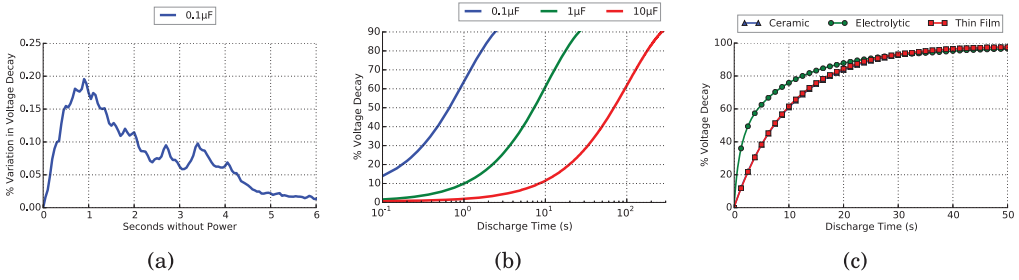 0.1µF
% Variation in Voltage Decay
0.25
0.20
0.15
0.10
0.05
0.00
0 1 2 3 4 5 6
Seconds without Power
(a)
0.1µF 1µF 10µF
% Voltage Decay
90
80
70
60
50
40
30
20
10
0
10⁻¹ 10⁰ 10¹ 10²
Discharge Time (s)
(b)
Ceramic Electrolytic Thin Film
% Voltage Decay
100
80
60
40
20
0
0 10 20 30 40 50
Discharge Time (s)
(c)